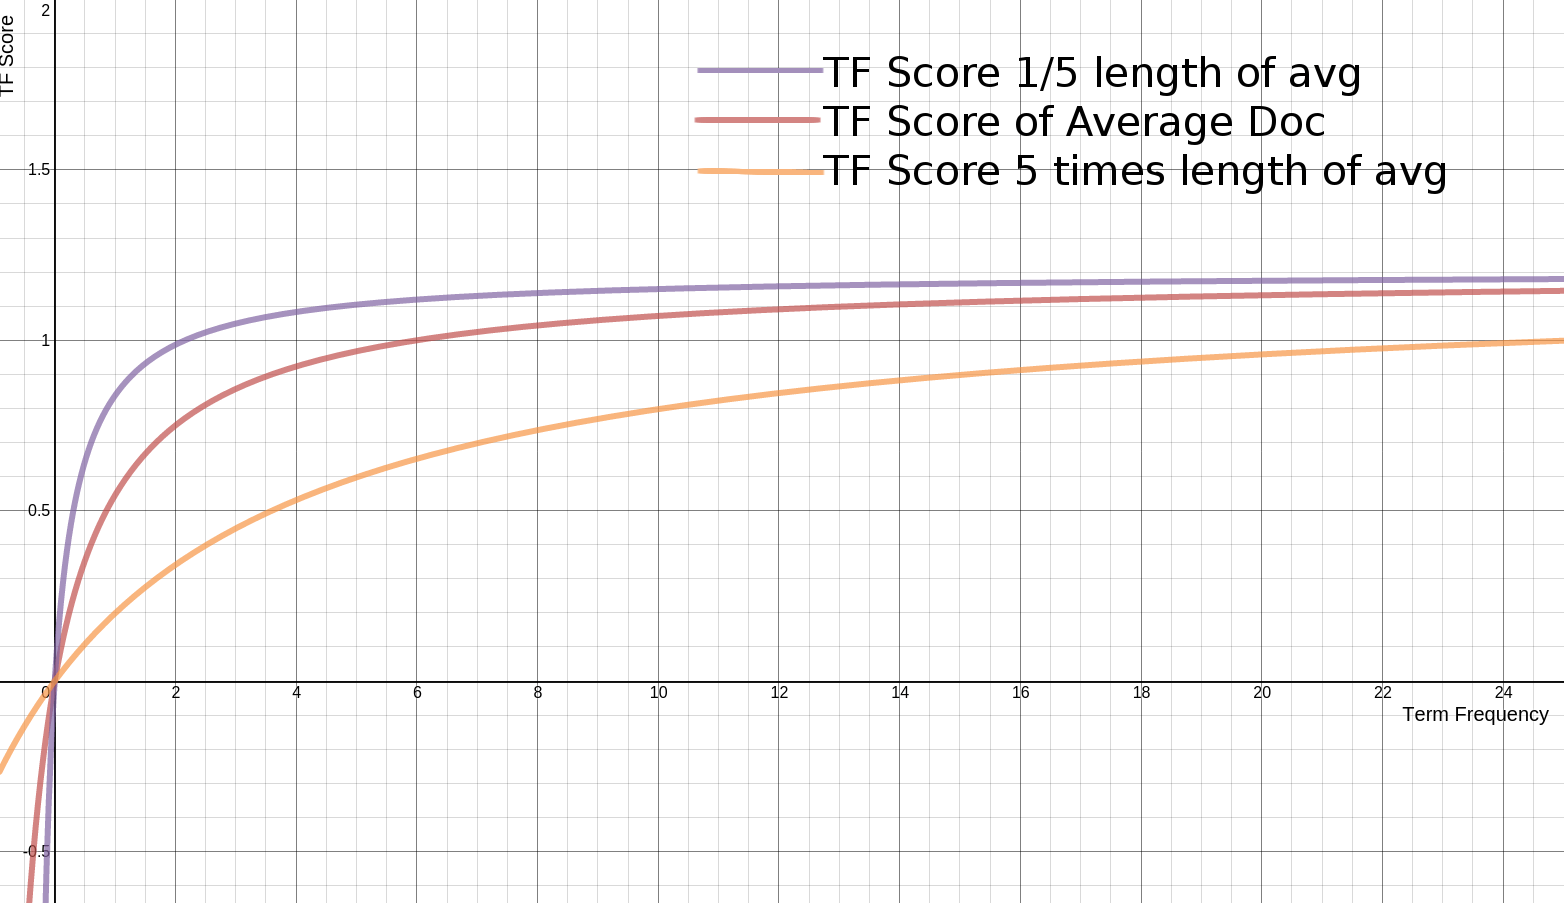 TF Score
2
1.5
1
0.5
0
-0.5
TF Score 1/5 length of avg
TF Score of Average Doc
TF Score 5 times length of avg
2 4 6 8 10 12 14 16 18 20 22 24
Term Frequency